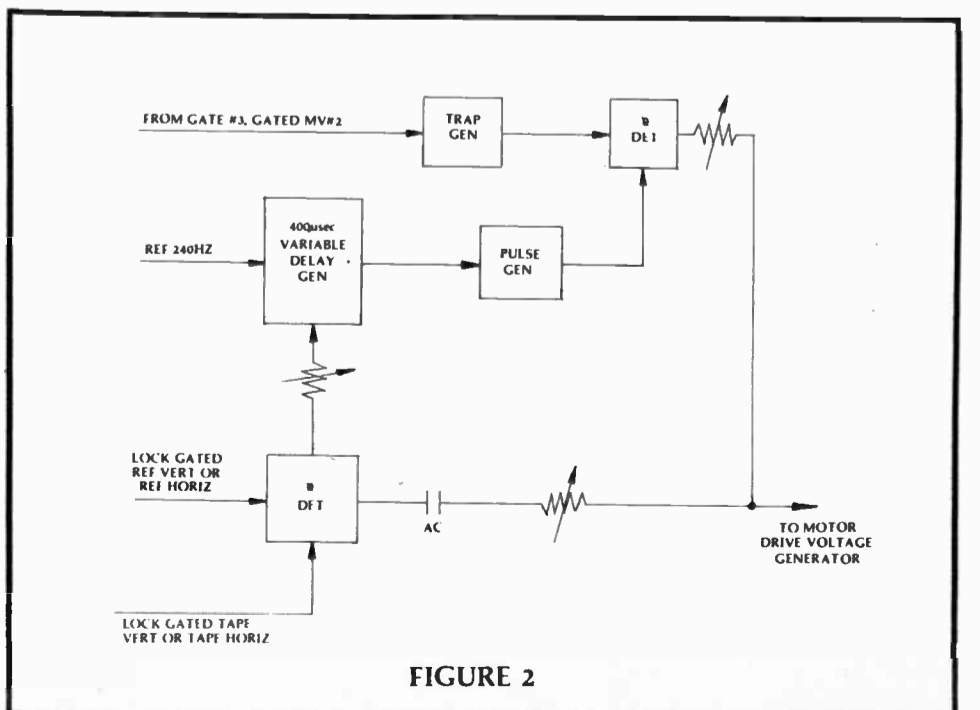 FROM GATE #3, GATED MV#2
TRAP
GEN
DET
400µsec
VARIABLE
DELAY
GEN
REF 240HZ
PULSE
GEN
LOCK GATED
REF VERT OR
REF HORIZ
DET
AC
TO MOTOR
DRIVE VOLTAGE
GENERATOR
LOCK GATED TAPE
VERT OR TAPE HORIZ
FIGURE 2